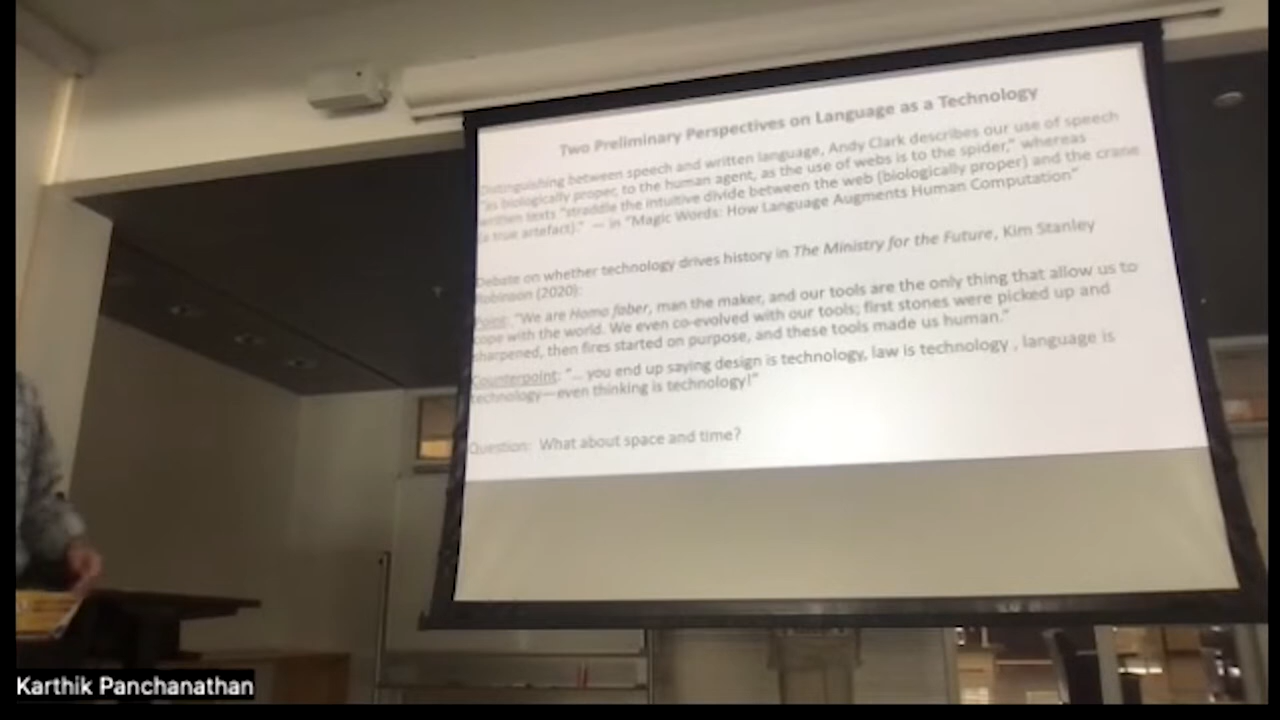 Two Preliminary Perspectives on Language as a Technology
Distinguishing between speech and written language, Andy Clark describes our use of speech
"as biologically proper, to the human agent, as the use of webs is to the spider," whereas
written texts "straddle the intuitive divide between the web (biologically proper) and the crane
(a true artefact)." — in "Magic Words: How Language Augments Human Computation"
Debate on whether technology drives history in The Ministry for the Future, Kim Stanley
Robinson (2020):
Point: "We are Homo faber, man the maker, and our tools are the only thing that allow us to
cope with the world. We even co-evolved with our tools; first stones were picked up and
sharpened, then fires started on purpose, and these tools made us human."
Counterpoint: "... you end up saying design is technology, law is technology , language is
technology—even thinking is technology!"
Question: What about space and time?
Karthik Panchanathan